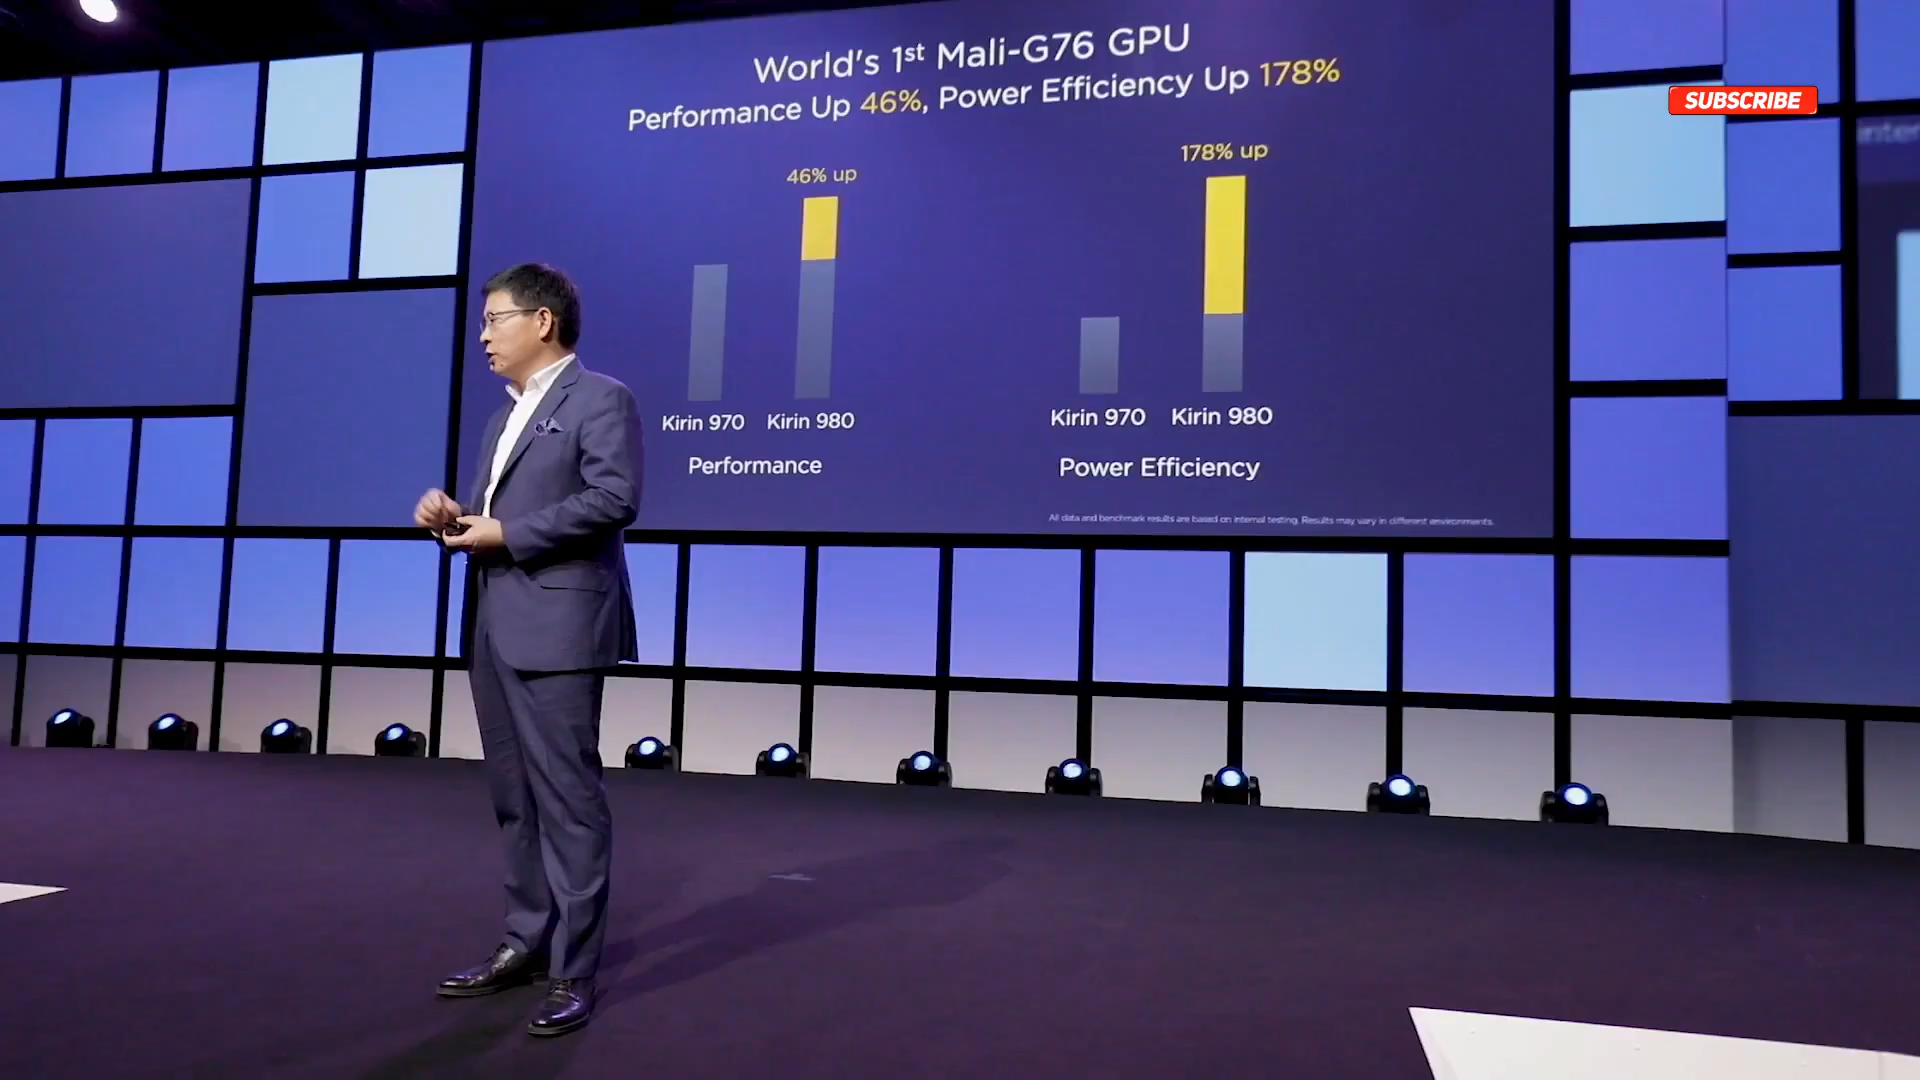 World's 1st Mali-G76 GPU
Performance Up 46%, Power Efficiency Up 178%
SUBSCRIBE
46% up
178% up
Kirin 970
Kirin 980
Kirin 970
Kirin 980
Performance
Power Efficiency
All data and benchmark results are based on internal testing. Results may vary in different environments.